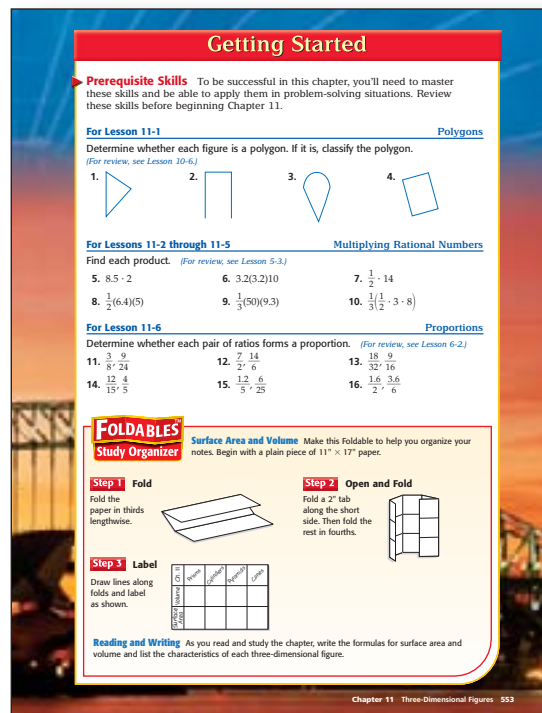 Getting Started
Prerequisite Skills To be successful in this chapter, you'll need to master
these skills and be able to apply them in problem-solving situations. Review
these skills before beginning Chapter 11.
For Lesson 11-1 Polygons
Determine whether each figure is a polygon. If it is, classify the polygon.
(For review, see Lesson 10-6.)
1. 2. 3. 4.
For Lessons 11-2 through 11-5 Multiplying Rational Numbers
Find each product. (For review, see Lesson 5-3.)
5. 8.5 · 2 6. 3.2(3.2)10 7. 1/2 · 14
8. 1/2(6.4)(5) 9. 1/3(50)(9.3) 10. 1/3(1/2 · 3 · 8)
For Lesson 11-6 Proportions
Determine whether each pair of ratios forms a proportion. (For review, see Lesson 6-2.)
11. 3/8, 9/24 12. 7/2, 14/6 13. 18/32, 9/16
14. 12/15, 4/5 15. 1.2/5, 6/25 16. 1.6/2, 3.6/6
FOLDABLES™
Study Organizer
Surface Area and Volume Make this Foldable to help you organize your
notes. Begin with a plain piece of 11" × 17" paper.
Step 1 Fold
Fold the
paper in thirds
lengthwise.
Step 2 Open and Fold
Fold a 2" tab
along the short
side. Then fold the
rest in fourths.
Step 3 Label
Draw lines along
folds and label
as shown.
Ch. 11 Prisms Cylinders Pyramids Cones
Volume
Surface
Area
Reading and Writing As you read and study the chapter, write the formulas for surface area and
volume and list the characteristics of each three-dimensional figure.
Chapter 11 Three-Dimensional Figures 553